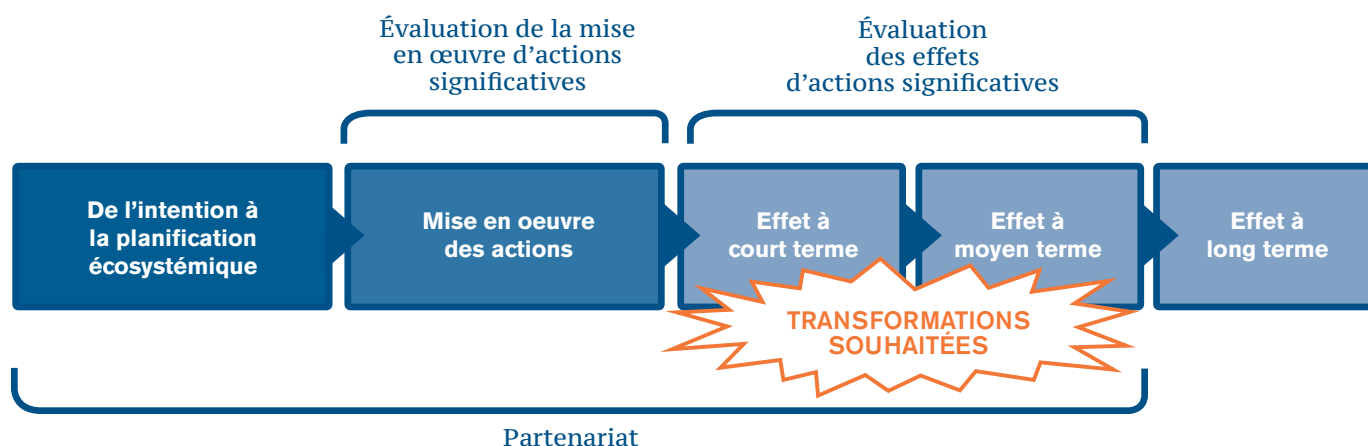 Évaluation de la mise
en œuvre d’actions
significatives
Évaluation
des effets
d’actions significatives
De l’intention à
la planification
écosystémique
Mise en oeuvre
des actions
Effet à
court terme
Effet à
moyen terme
Effet à
long terme
TRANSFORMATIONS
SOUHAITÉES
Partenariat